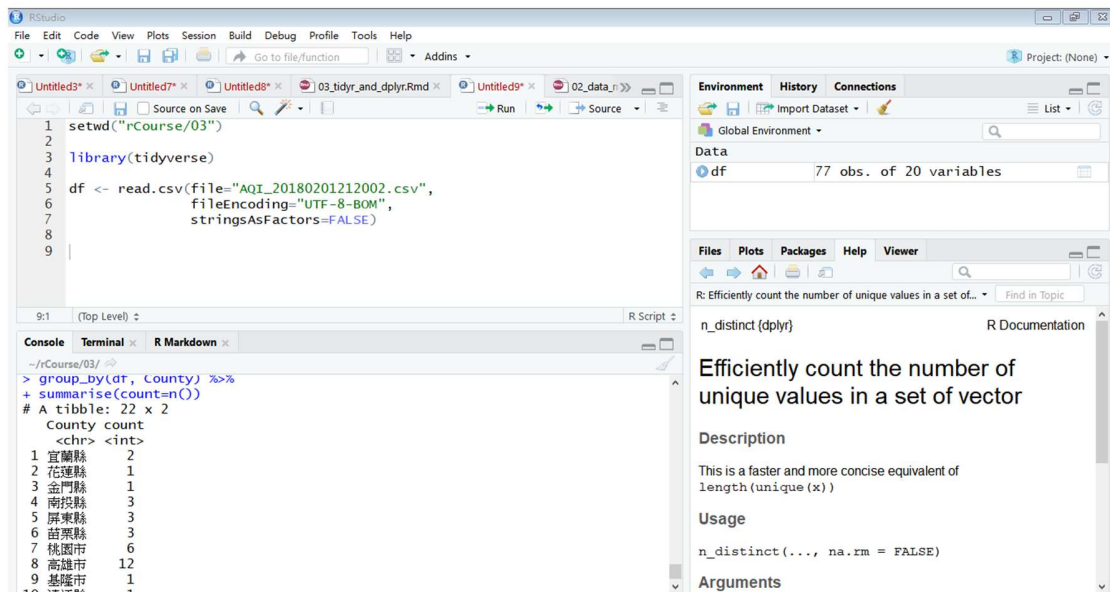 RStudio
File Edit Code View Plots Session Build Debug Profile Tools Help
Go to file/function
Addins
Project: (None)
Untitled3*
Untitled7*
Untitled8*
03_tidyr_and_dplyr.Rmd
Untitled9*
Source on Save
Run
Source
1 setwd("rCourse/03")
2
3 library(tidyverse)
4
5 df <- read.csv(file="AQI_20180201212002.csv",
6 fileEncoding="UTF-8-BOM",
7 stringsAsFactors=FALSE)
8
9
9:1 (Top Level) R Script
Console Terminal R Markdown
~/rCourse/03/
> group_by(df, County) %>%
+ summarise(count=n())
# A tibble: 22 x 2
County count
<chr> <int>
1 宜蘭縣 2
2 花蓮縣 1
3 金門縣 1
4 南投縣 3
5 屏東縣 3
6 苗栗縣 3
7 桃園市 6
8 高雄市 12
9 基隆市 1
Environment History Connections
Import Dataset List
Global Environment
Data
df 77 obs. of 20 variables
Files Plots Packages Help Viewer
R: Efficiently count the number of unique values in a set of... Find in Topic
n_distinct {dplyr} R Documentation
Efficiently count the number of
unique values in a set of vector
Description
This is a faster and more concise equivalent of
length(unique(x))
Usage
n_distinct(..., na.rm = FALSE)
Arguments